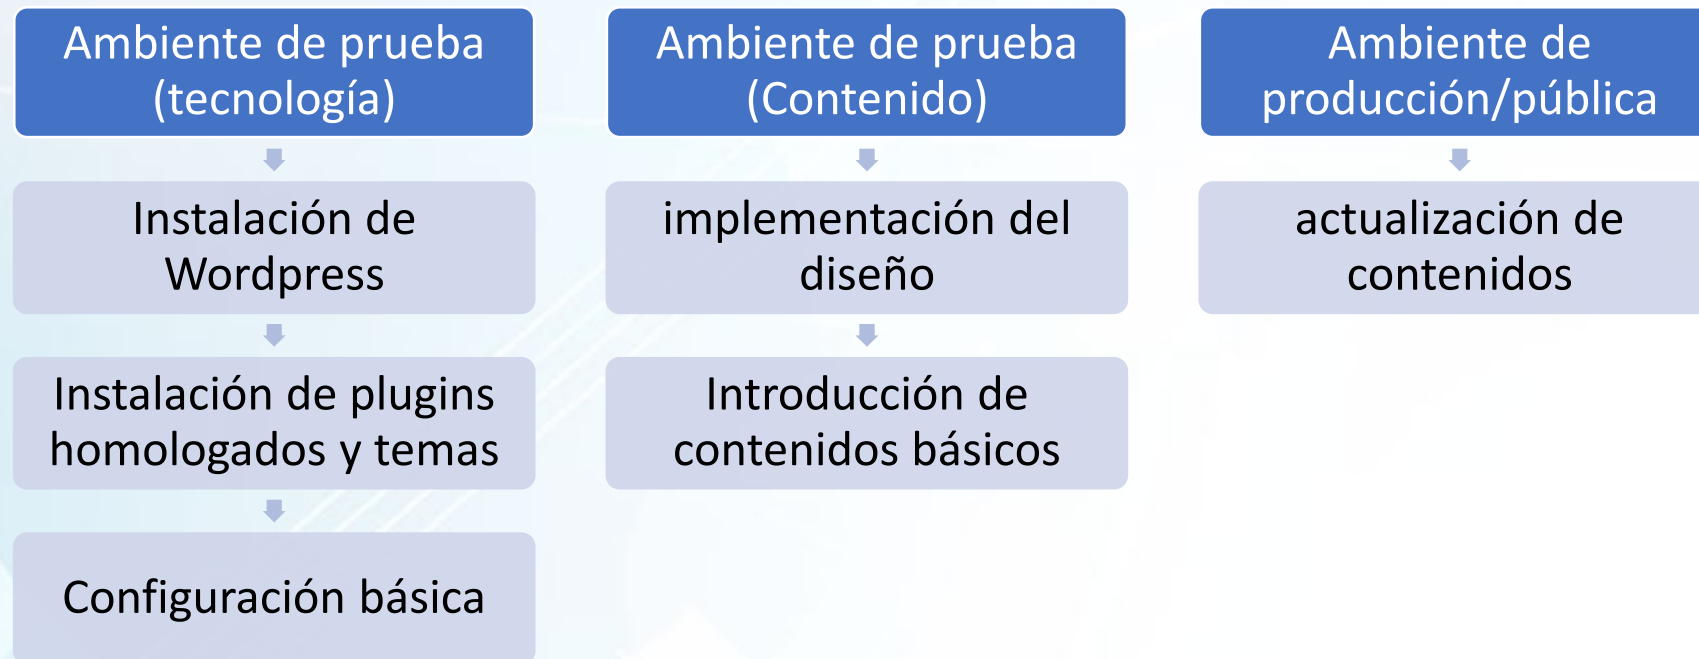 Ambiente de prueba
(tecnología)
Instalación de
Wordpress
Instalación de plugins
homologados y temas
Configuración básica
Ambiente de prueba
(Contenido)
implementación del
diseño
Introducción de
contenidos básicos
Ambiente de
producción/pública
actualización de
contenidos